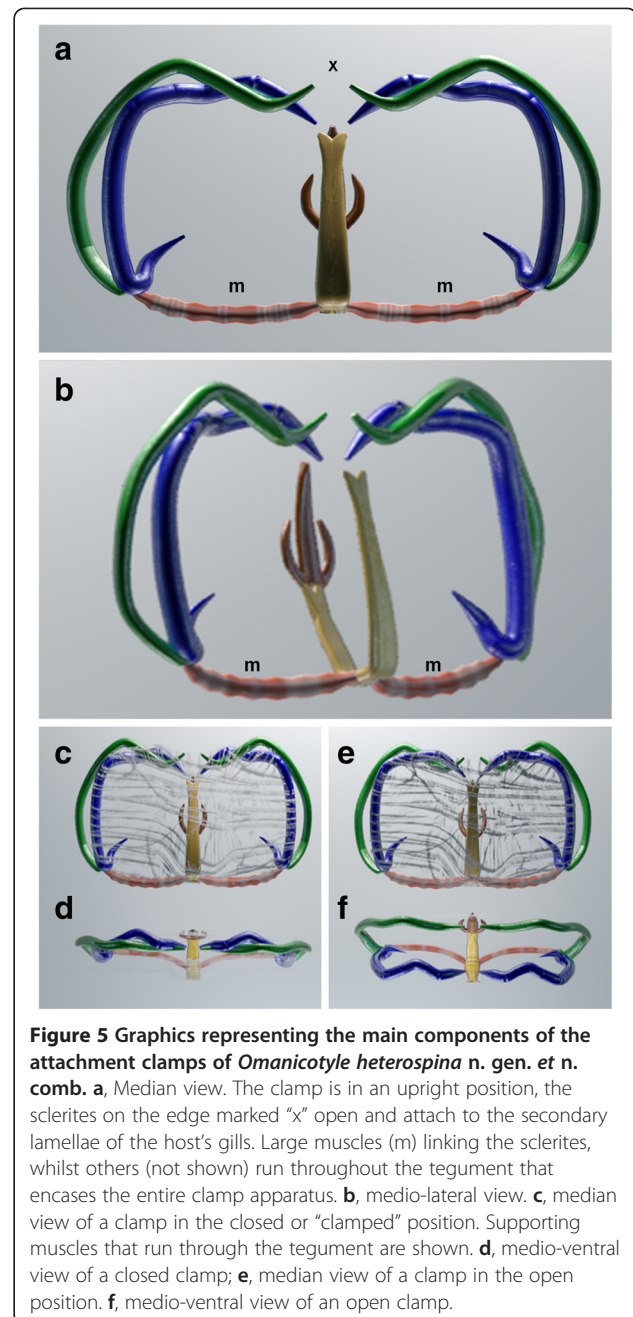 a
x
m
m
b
m
m
c
e
d
f
Figure 5 Graphics representing the main components of the
attachment clamps of Omanicotyle heterospina n. gen. et n.
comb. a, Median view. The clamp is in an upright position, the
sclerites on the edge marked “x” open and attach to the secondary
lamellae of the host’s gills. Large muscles (m) linking the sclerites,
whilst others (not shown) run throughout the tegument that
encases the entire clamp apparatus. b, medio-lateral view. c, median
view of a clamp in the closed or “clamped” position. Supporting
muscles that run through the tegument are shown. d, medio-ventral
view of a closed clamp; e, median view of a clamp in the open
position. f, medio-ventral view of an open clamp.